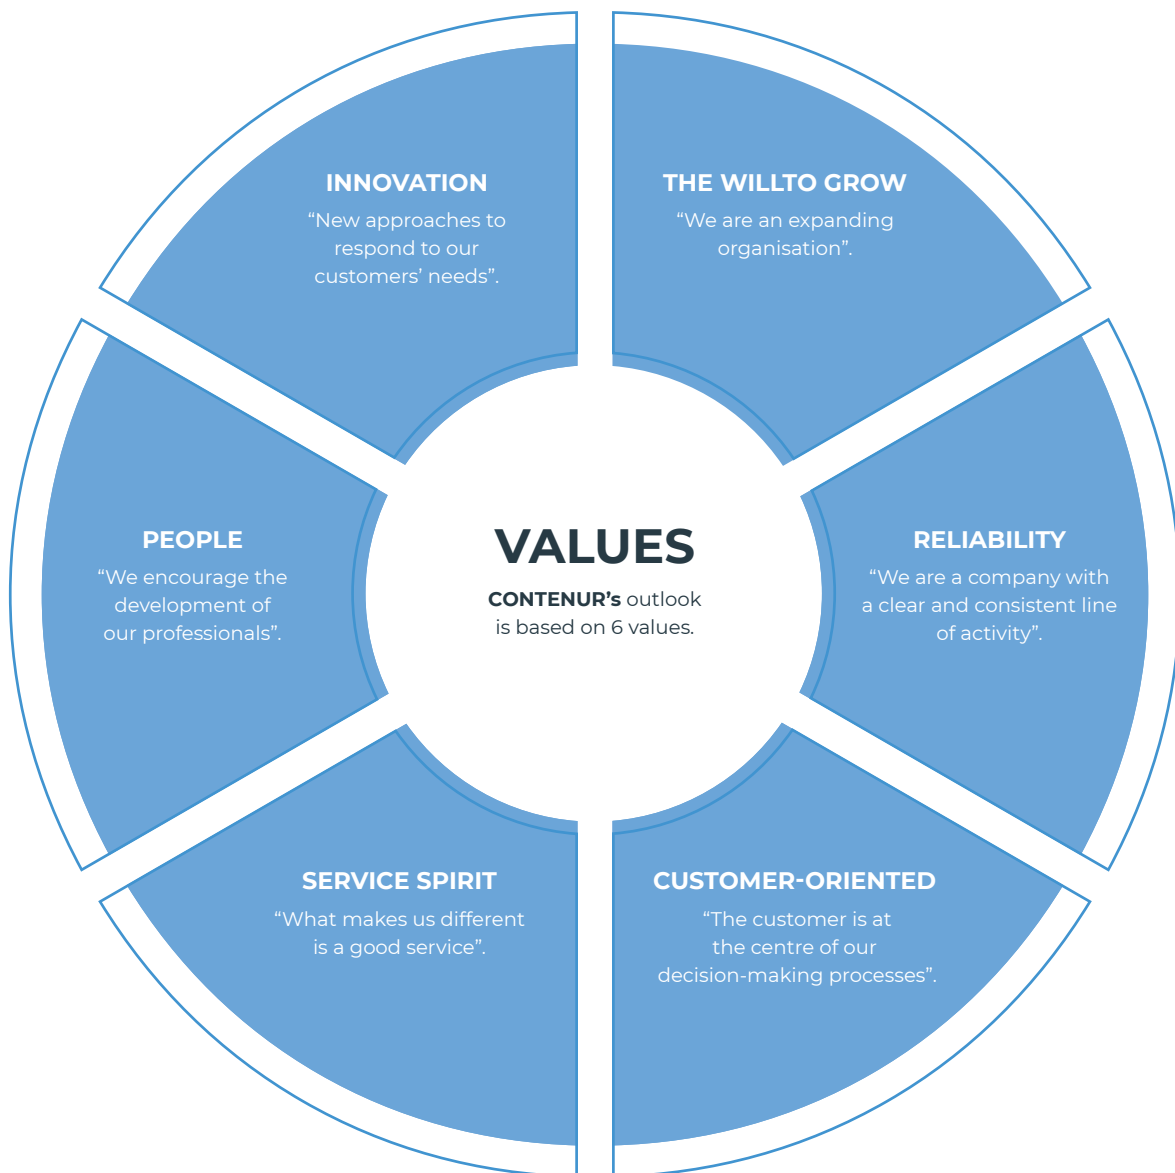 INNOVATION
“New approaches to
respond to our
customers’ needs”.
THE WILLTO GROW
“We are an expanding
organisation”.
PEOPLE
“We encourage the
development of
our professionals”.
VALUES
CONTENUR’s outlook
is based on 6 values.
RELIABILITY
“We are a company with
a clear and consistent line
of activity”.
SERVICE SPIRIT
“What makes us different
is a good service”.
CUSTOMER-ORIENTED
“The customer is at
the centre of our
decision-making processes”.